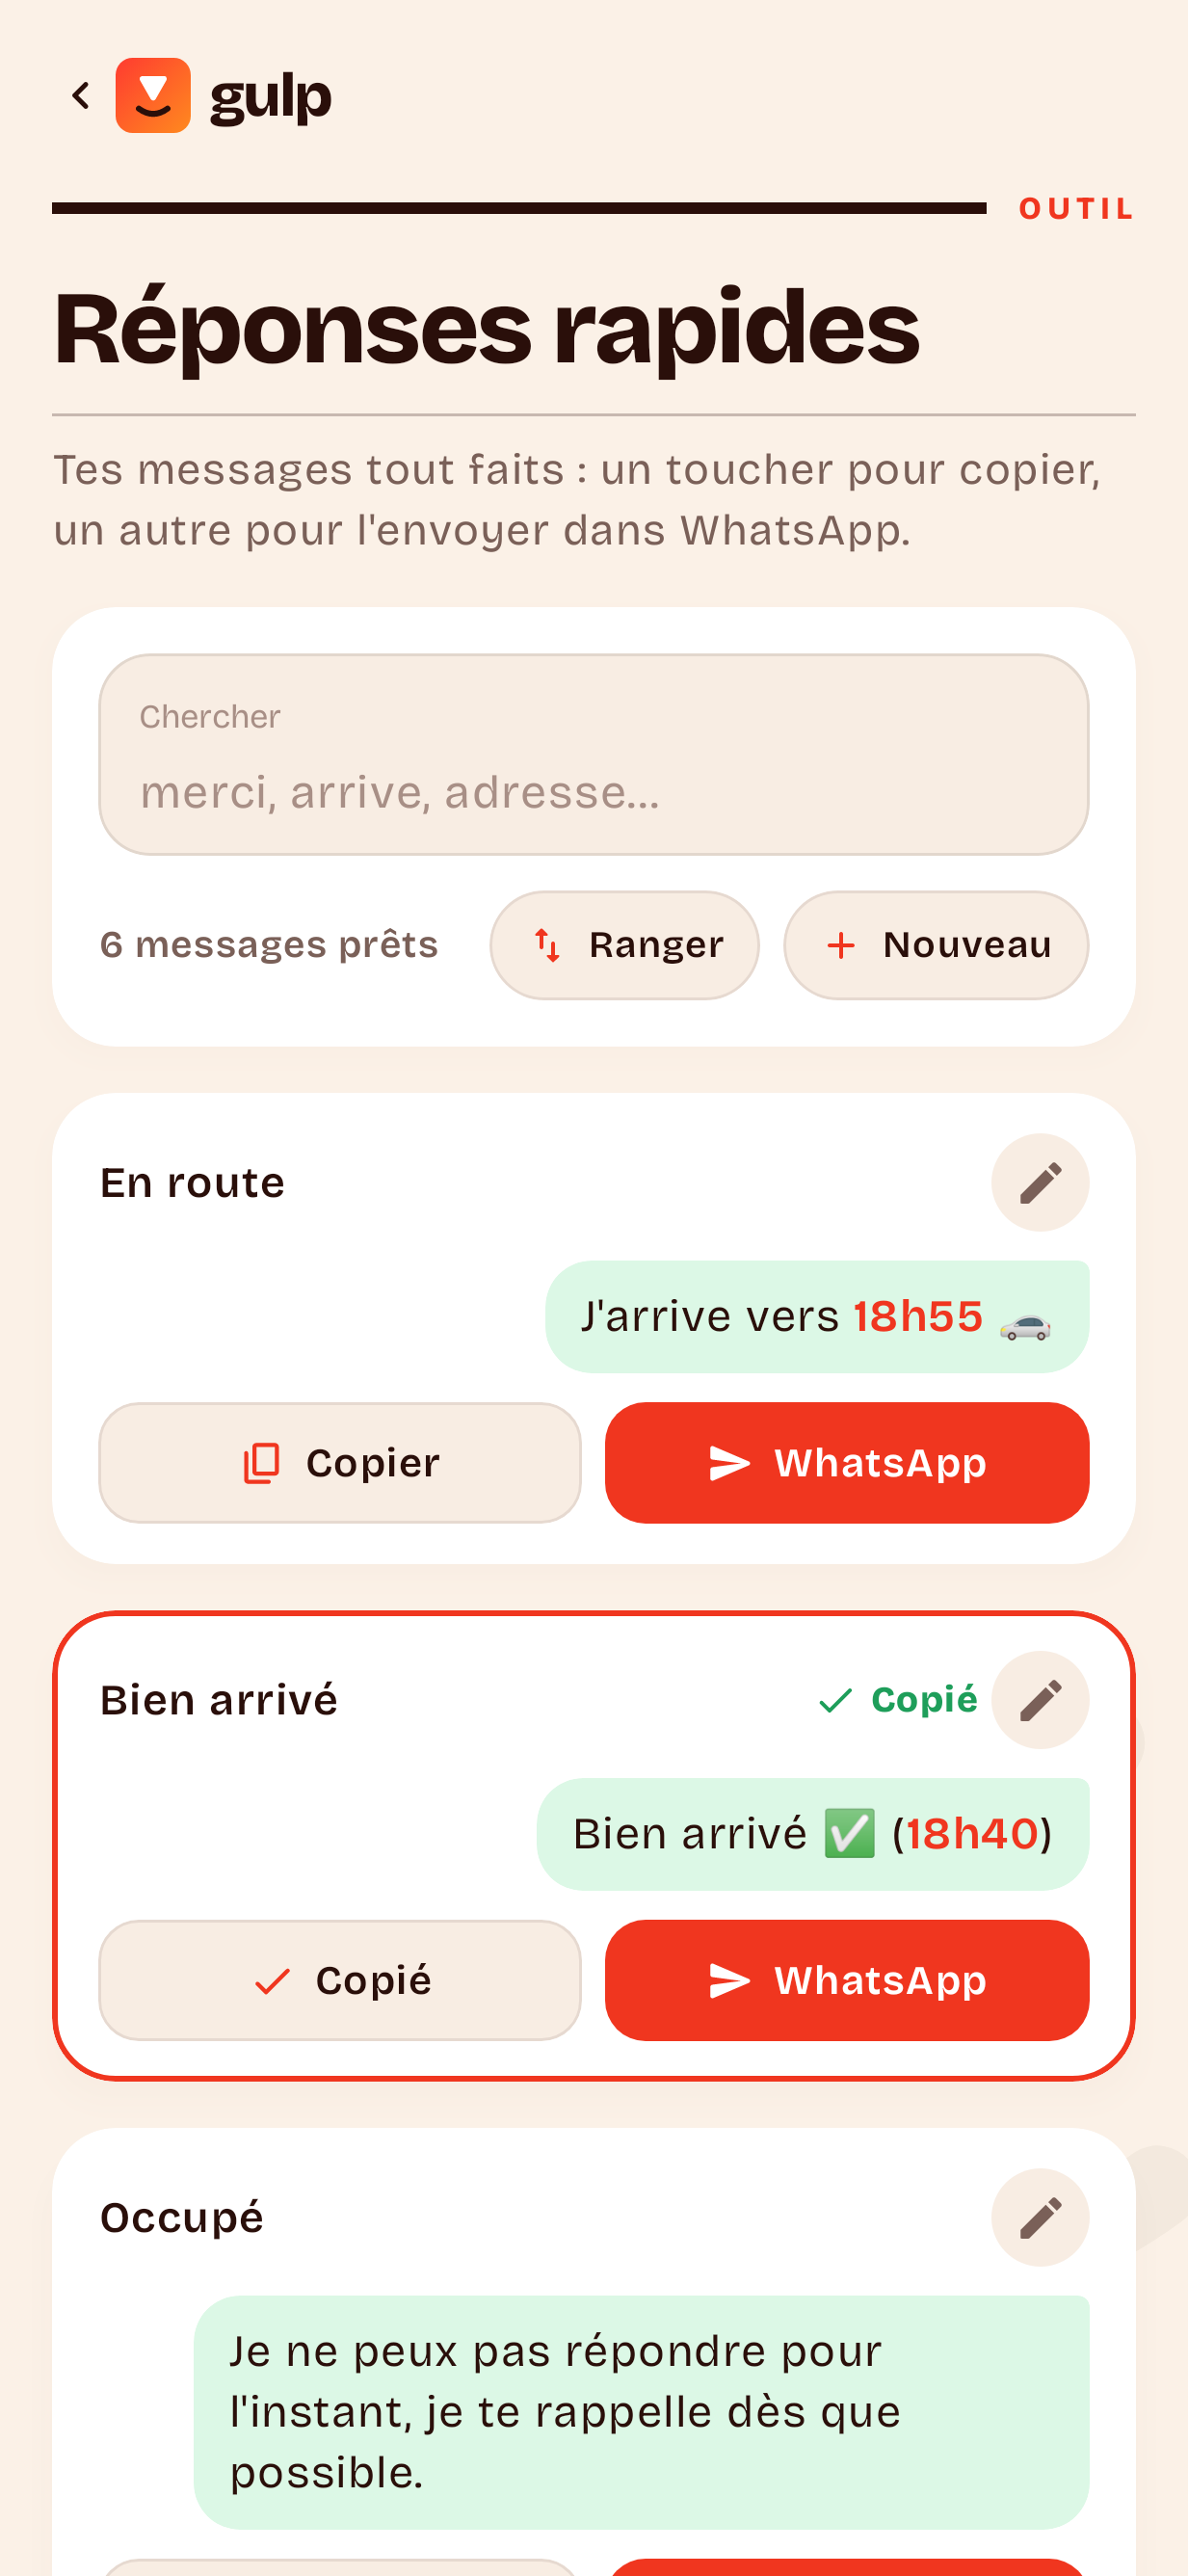 gulp
OUTIL
Réponses rapides
Tes messages tout faits : un toucher pour copier,
un autre pour l'envoyer dans WhatsApp.
Chercher
merci, arrive, adresse...
6 messages prêts
Ranger
Nouveau
En route
J'arrive vers 18h55 🚗
Copier
WhatsApp
Bien arrivé
Copié
Bien arrivé ✅ (18h40)
Copié
WhatsApp
Occupé
Je ne peux pas répondre pour
l'instant, je te rappelle dès que
possible.